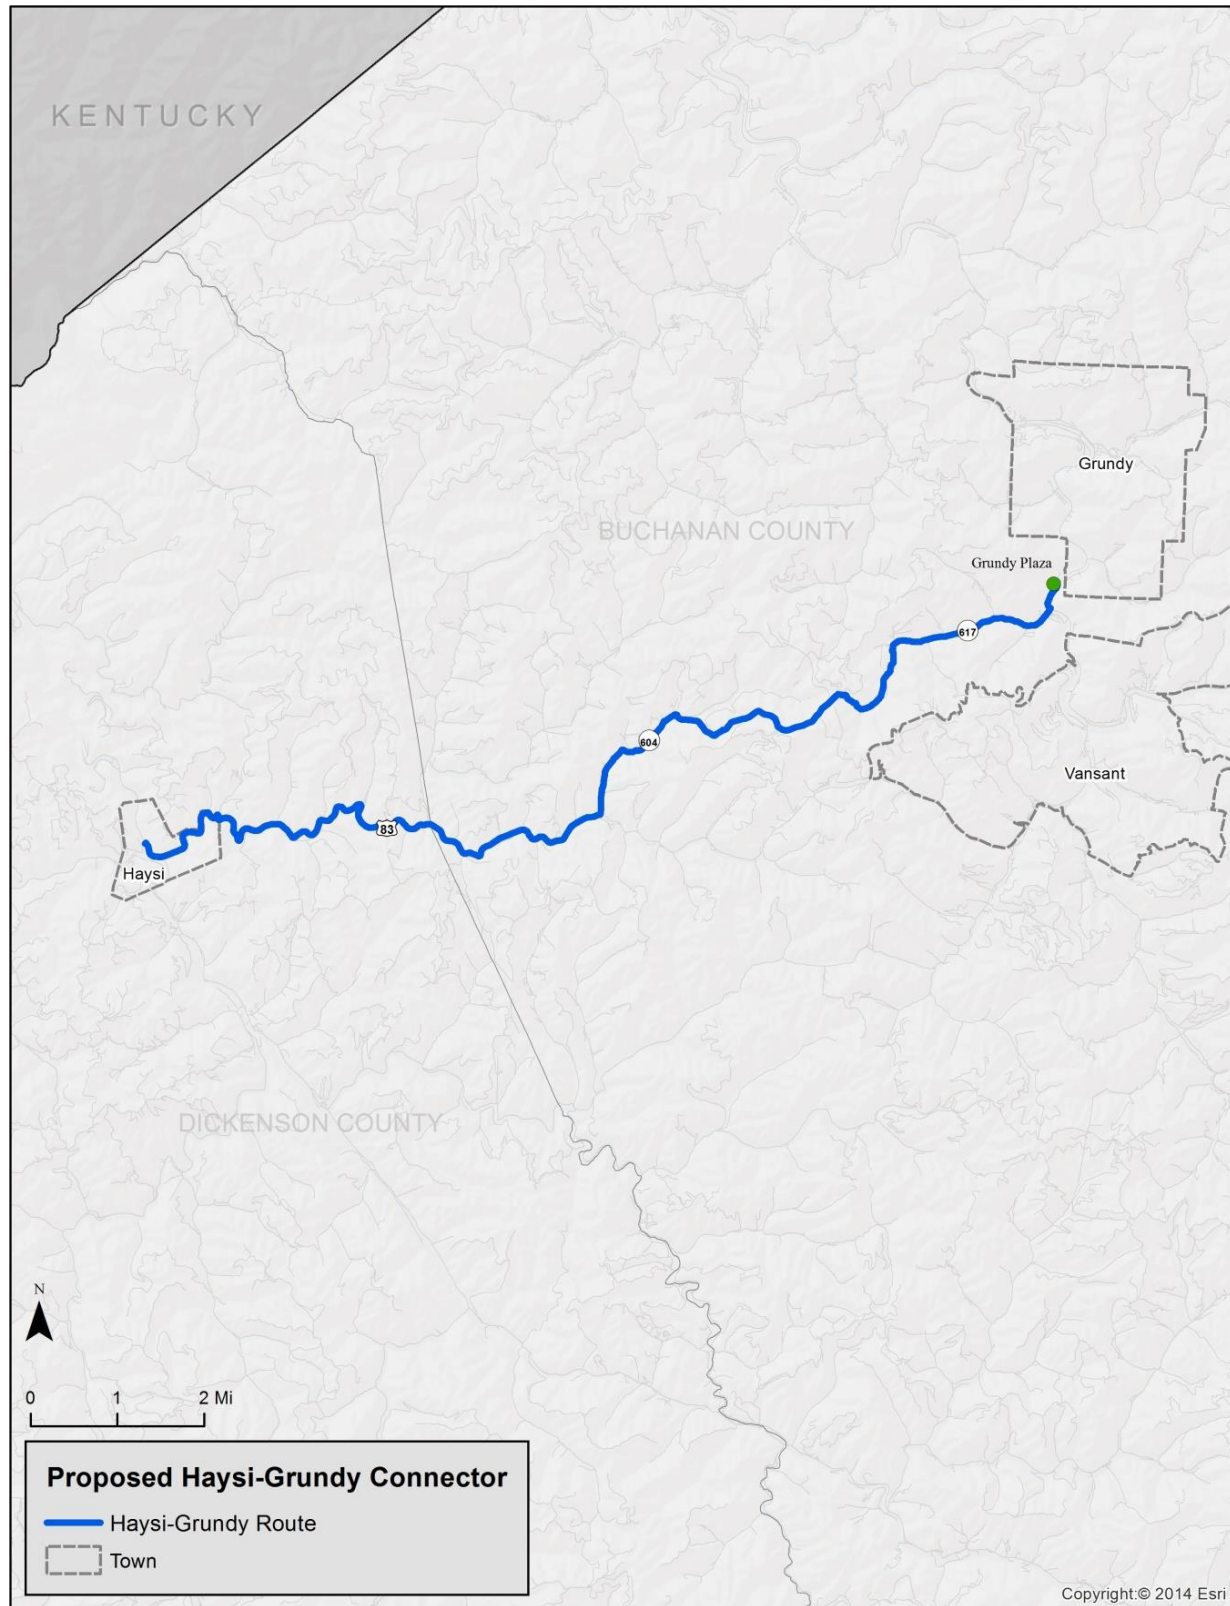 KENTUCKY
Grundy
BUCHANAN COUNTY
Grundy Plaza
617
604
Vansant
83
Haysi
DICKENSON COUNTY
N
0 1 2 Mi
Proposed Haysi-Grundy Connector
Haysi-Grundy Route
Town
Copyright:© 2014 Esri